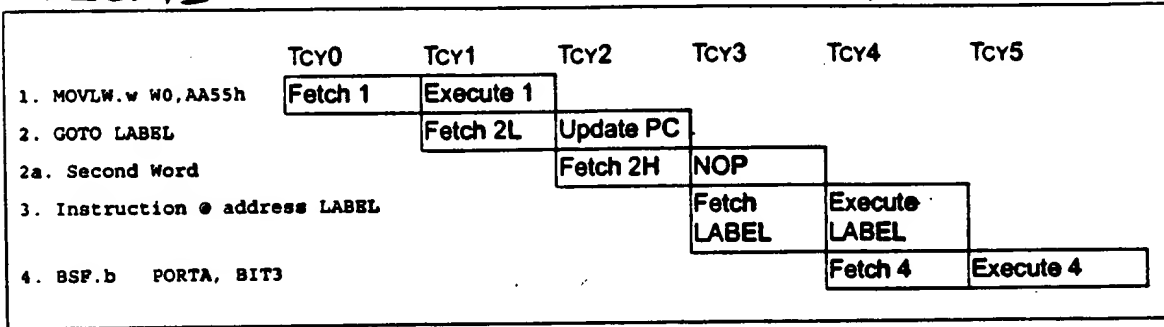 TCY0 TCY1 TCY2 TCY3 TCY4 TCY5
1. MOVLW.w W0,AA55h Fetch 1 Execute 1
2. GOTO LABEL Fetch 2L Update PC
2a. Second Word Fetch 2H NOP
3. Instruction @ address LABEL Fetch LABEL Execute LABEL
4. BSF.b PORTA, BIT3 Fetch 4 Execute 4